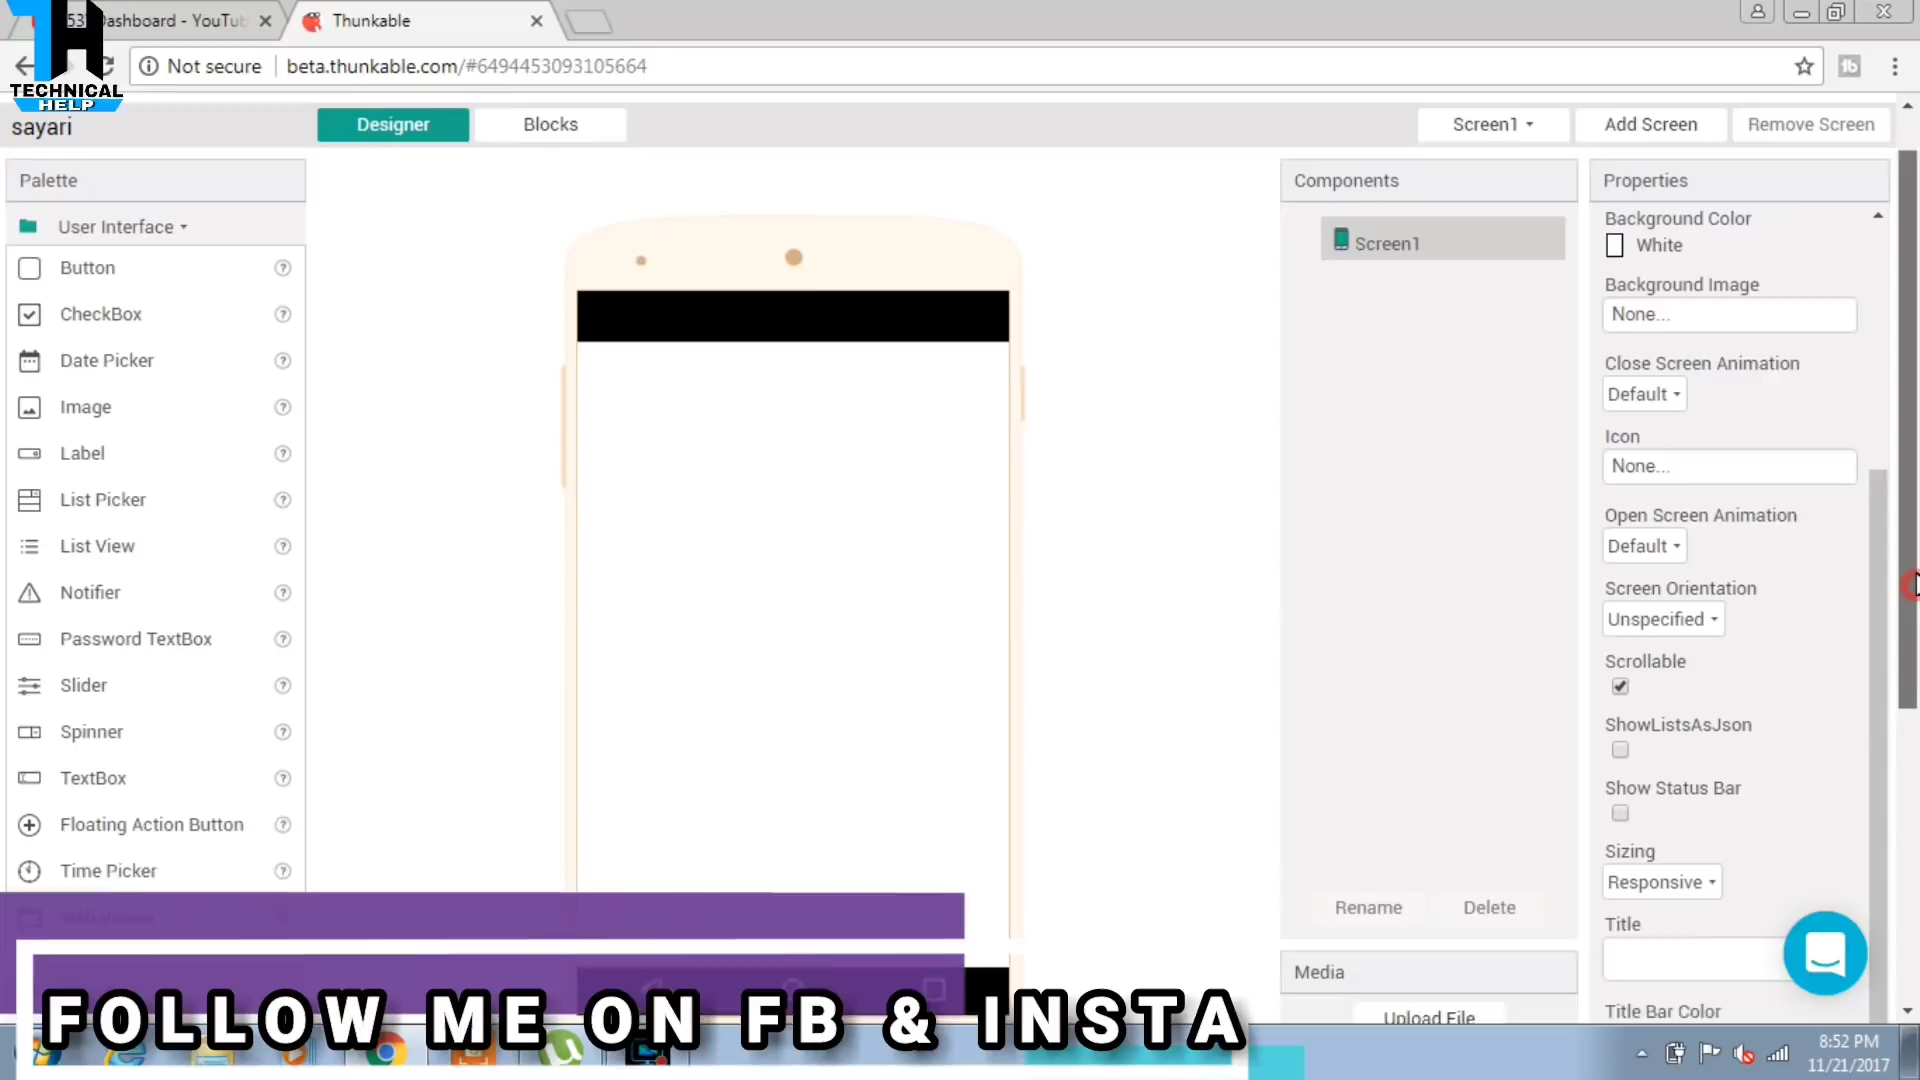 Dashboard - YouTub
Thunkable
Not secure
beta.thunkable.com/#6494453093105664
TH
TECHNICAL
HELP
sayari
Designer
Blocks
Screen1
Add Screen
Remove Screen
Palette
User Interface
Button
CheckBox
Date Picker
Image
Label
List Picker
List View
Notifier
Password TextBox
Slider
Spinner
TextBox
Floating Action Button
Time Picker
Components
Screen1
Rename
Delete
Media
Upload File
Properties
Background Color
White
Background Image
None...
Close Screen Animation
Default
Icon
None...
Open Screen Animation
Default
Screen Orientation
Unspecified
Scrollable
ShowListsAsJson
Show Status Bar
Sizing
Responsive
Title
Title Bar Color
FOLLOW ME ON FB & INSTA
8:52 PM
11/21/2017